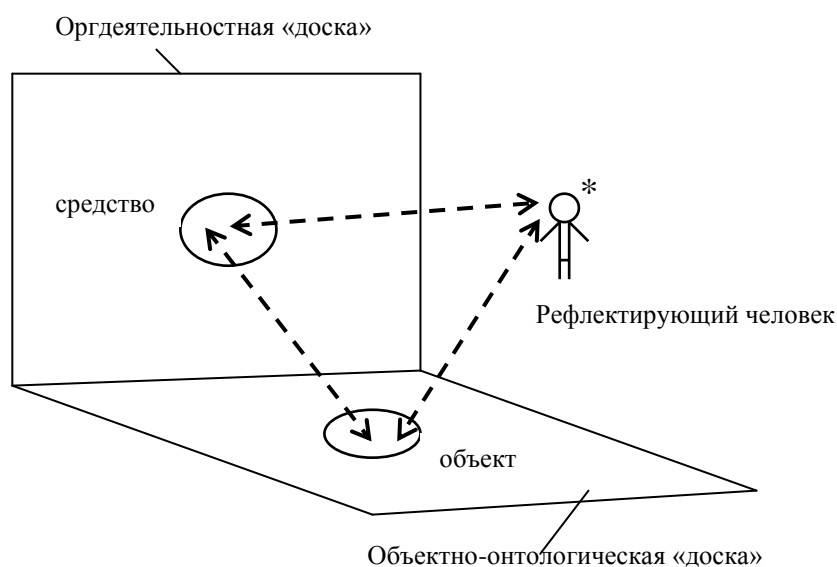 Оргдеятельностная «доска»
средство
*
Рефлектирующий человек
объект
Объектно-онтологическая «доска»